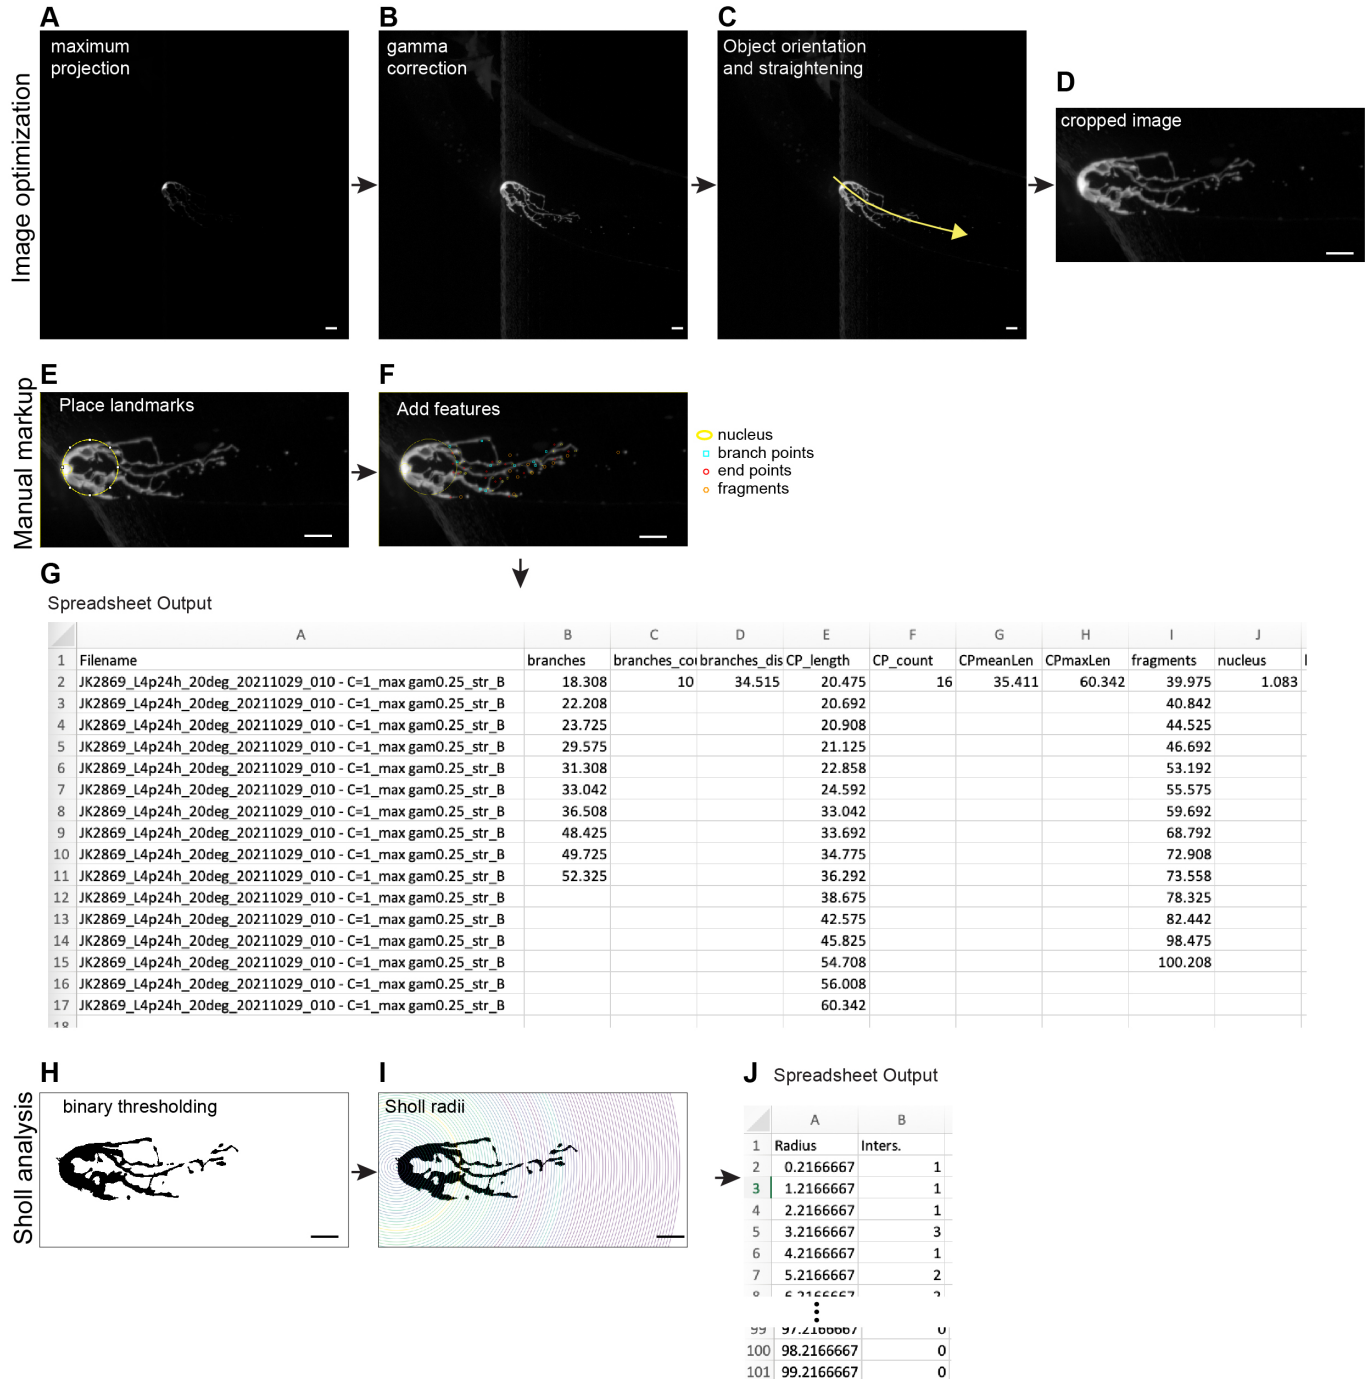 A
B
C
D
Image optimization
maximum
projection
gamma
correction
Object orientation
and straightening
cropped image
E
F
Manual markup
Place landmarks
Add features
nucleus
branch points
end points
fragments
G
Spreadsheet Output
A B C D E F G H I J
1 Filename branches branches_cou branches_dis CP_length CP_count CPmeanLen CPmaxLen fragments nucleus
2 JK2869_L4p24h_20deg_20211029_010 - C=1_max gam0.25_str_B 18.308 10 34.515 20.475 16 35.411 60.342 39.975 1.083
3 JK2869_L4p24h_20deg_20211029_010 - C=1_max gam0.25_str_B 22.208 20.692 40.842
4 JK2869_L4p24h_20deg_20211029_010 - C=1_max gam0.25_str_B 23.725 20.908 44.525
5 JK2869_L4p24h_20deg_20211029_010 - C=1_max gam0.25_str_B 29.575 21.125 46.692
6 JK2869_L4p24h_20deg_20211029_010 - C=1_max gam0.25_str_B 31.308 22.858 53.192
7 JK2869_L4p24h_20deg_20211029_010 - C=1_max gam0.25_str_B 33.042 24.592 55.575
8 JK2869_L4p24h_20deg_20211029_010 - C=1_max gam0.25_str_B 36.508 33.042 59.692
9 JK2869_L4p24h_20deg_20211029_010 - C=1_max gam0.25_str_B 48.425 33.692 68.792
10 JK2869_L4p24h_20deg_20211029_010 - C=1_max gam0.25_str_B 49.725 34.775 72.908
11 JK2869_L4p24h_20deg_20211029_010 - C=1_max gam0.25_str_B 52.325 36.292 73.558
12 JK2869_L4p24h_20deg_20211029_010 - C=1_max gam0.25_str_B 38.675 78.325
13 JK2869_L4p24h_20deg_20211029_010 - C=1_max gam0.25_str_B 42.575 82.442
14 JK2869_L4p24h_20deg_20211029_010 - C=1_max gam0.25_str_B 45.825 98.475
15 JK2869_L4p24h_20deg_20211029_010 - C=1_max gam0.25_str_B 54.708 100.208
16 JK2869_L4p24h_20deg_20211029_010 - C=1_max gam0.25_str_B 56.008
17 JK2869_L4p24h_20deg_20211029_010 - C=1_max gam0.25_str_B 60.342
18
H
I
J Spreadsheet Output
Sholl analysis
binary thresholding
Sholl radii
A B
1 Radius Inters.
2 0.2166667 1
3 1.2166667 1
4 2.2166667 1
5 3.2166667 3
6 4.2166667 1
7 5.2166667 2
8 6.2166667 2
99 97.2166667 0
100 98.2166667 0
101 99.2166667 0